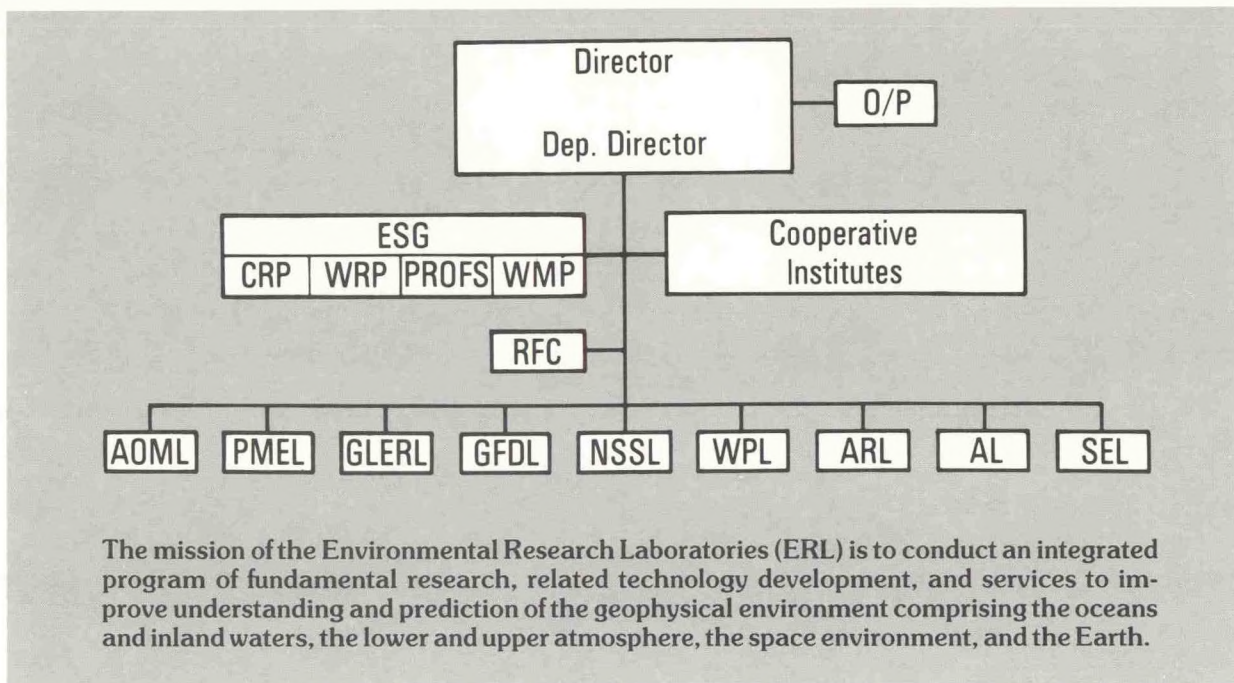 Director
O/P
Dep. Director
ESG
CRP WRP PROFS WMP
Cooperative
Institutes
RFC
AOML PMEL GLERL GFDL NSSL WPL ARL AL SEL
The mission of the Environmental Research Laboratories (ERL) is to conduct an integrated
program of fundamental research, related technology development, and services to im-
prove understanding and prediction of the geophysical environment comprising the oceans
and inland waters, the lower and upper atmosphere, the space environment, and the Earth.